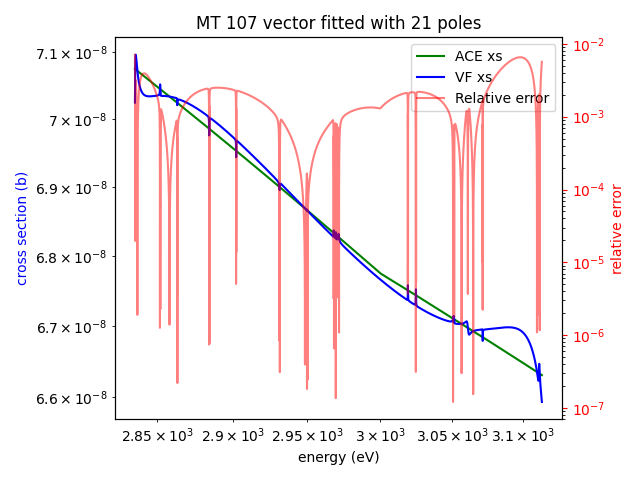 MT 107 vector fitted with 21 poles
ACE xs
VF xs
Relative error
7.1 × 10⁻⁸
7 × 10⁻⁸
6.9 × 10⁻⁸
6.8 × 10⁻⁸
6.7 × 10⁻⁸
6.6 × 10⁻⁸
cross section (b)
10⁻²
10⁻³
10⁻⁴
10⁻⁵
10⁻⁶
10⁻⁷
relative error
2.85 × 10³ 2.9 × 10³ 2.95 × 10³ 3 × 10³ 3.05 × 10³ 3.1 × 10³
energy (eV)